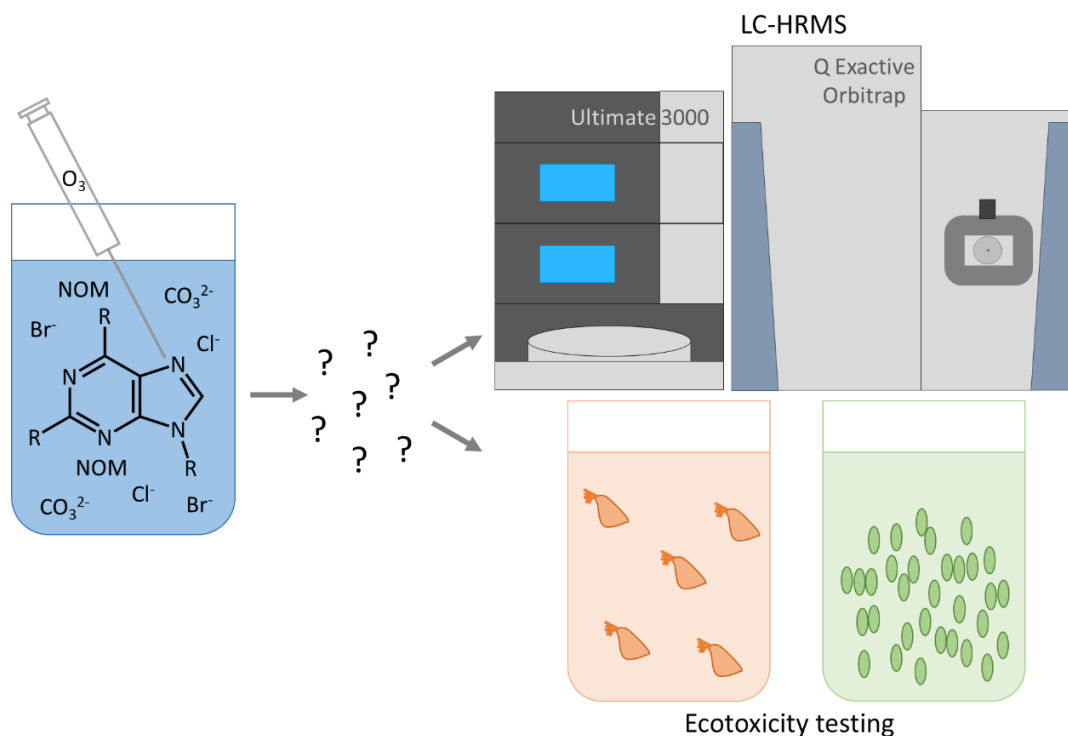 LC-HRMS
Q Exactive
Orbitrap
Ultimate 3000
O₃
NOM
CO₃²⁻
Br⁻
R
Cl⁻
N
N
R
N
N
NOM
R
Cl⁻
CO₃²⁻
Br⁻
?
?
?
?
?
?
?
?
Ecotoxicity testing